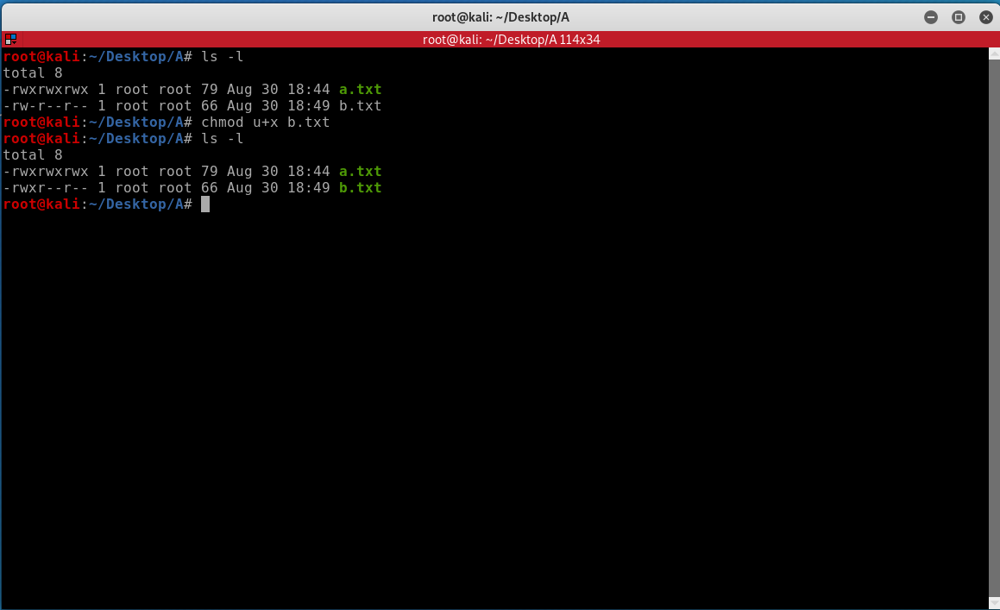 root@kali: ~/Desktop/A
root@kali: ~/Desktop/A 114x34
root@kali:~/Desktop/A# ls -l
total 8
-rwxrwxrwx 1 root root 79 Aug 30 18:44 a.txt
-rw-r--r-- 1 root root 66 Aug 30 18:49 b.txt
root@kali:~/Desktop/A# chmod u+x b.txt
root@kali:~/Desktop/A# ls -l
total 8
-rwxrwxrwx 1 root root 79 Aug 30 18:44 a.txt
-rwxr--r-- 1 root root 66 Aug 30 18:49 b.txt
root@kali:~/Desktop/A#